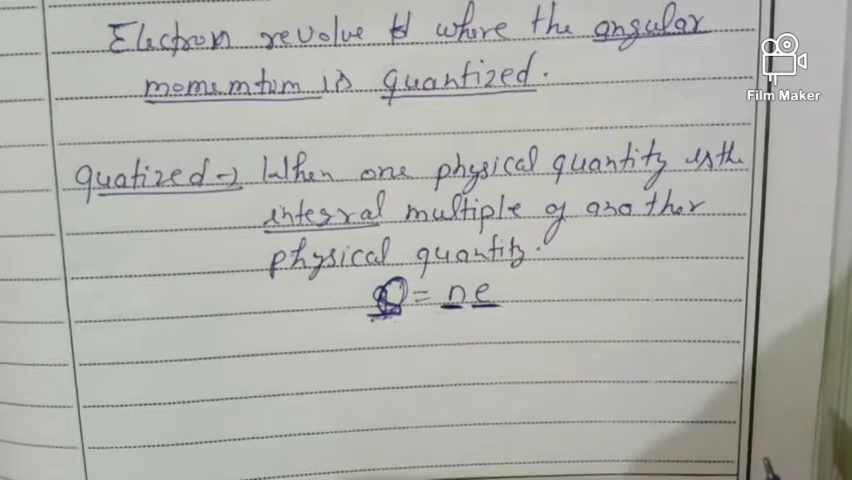 Electron revolve where the angular
momentum is quantized.
Film Maker
quatized → When one physical quantity is the
integral multiple of another
physical quantity.
Q = ne